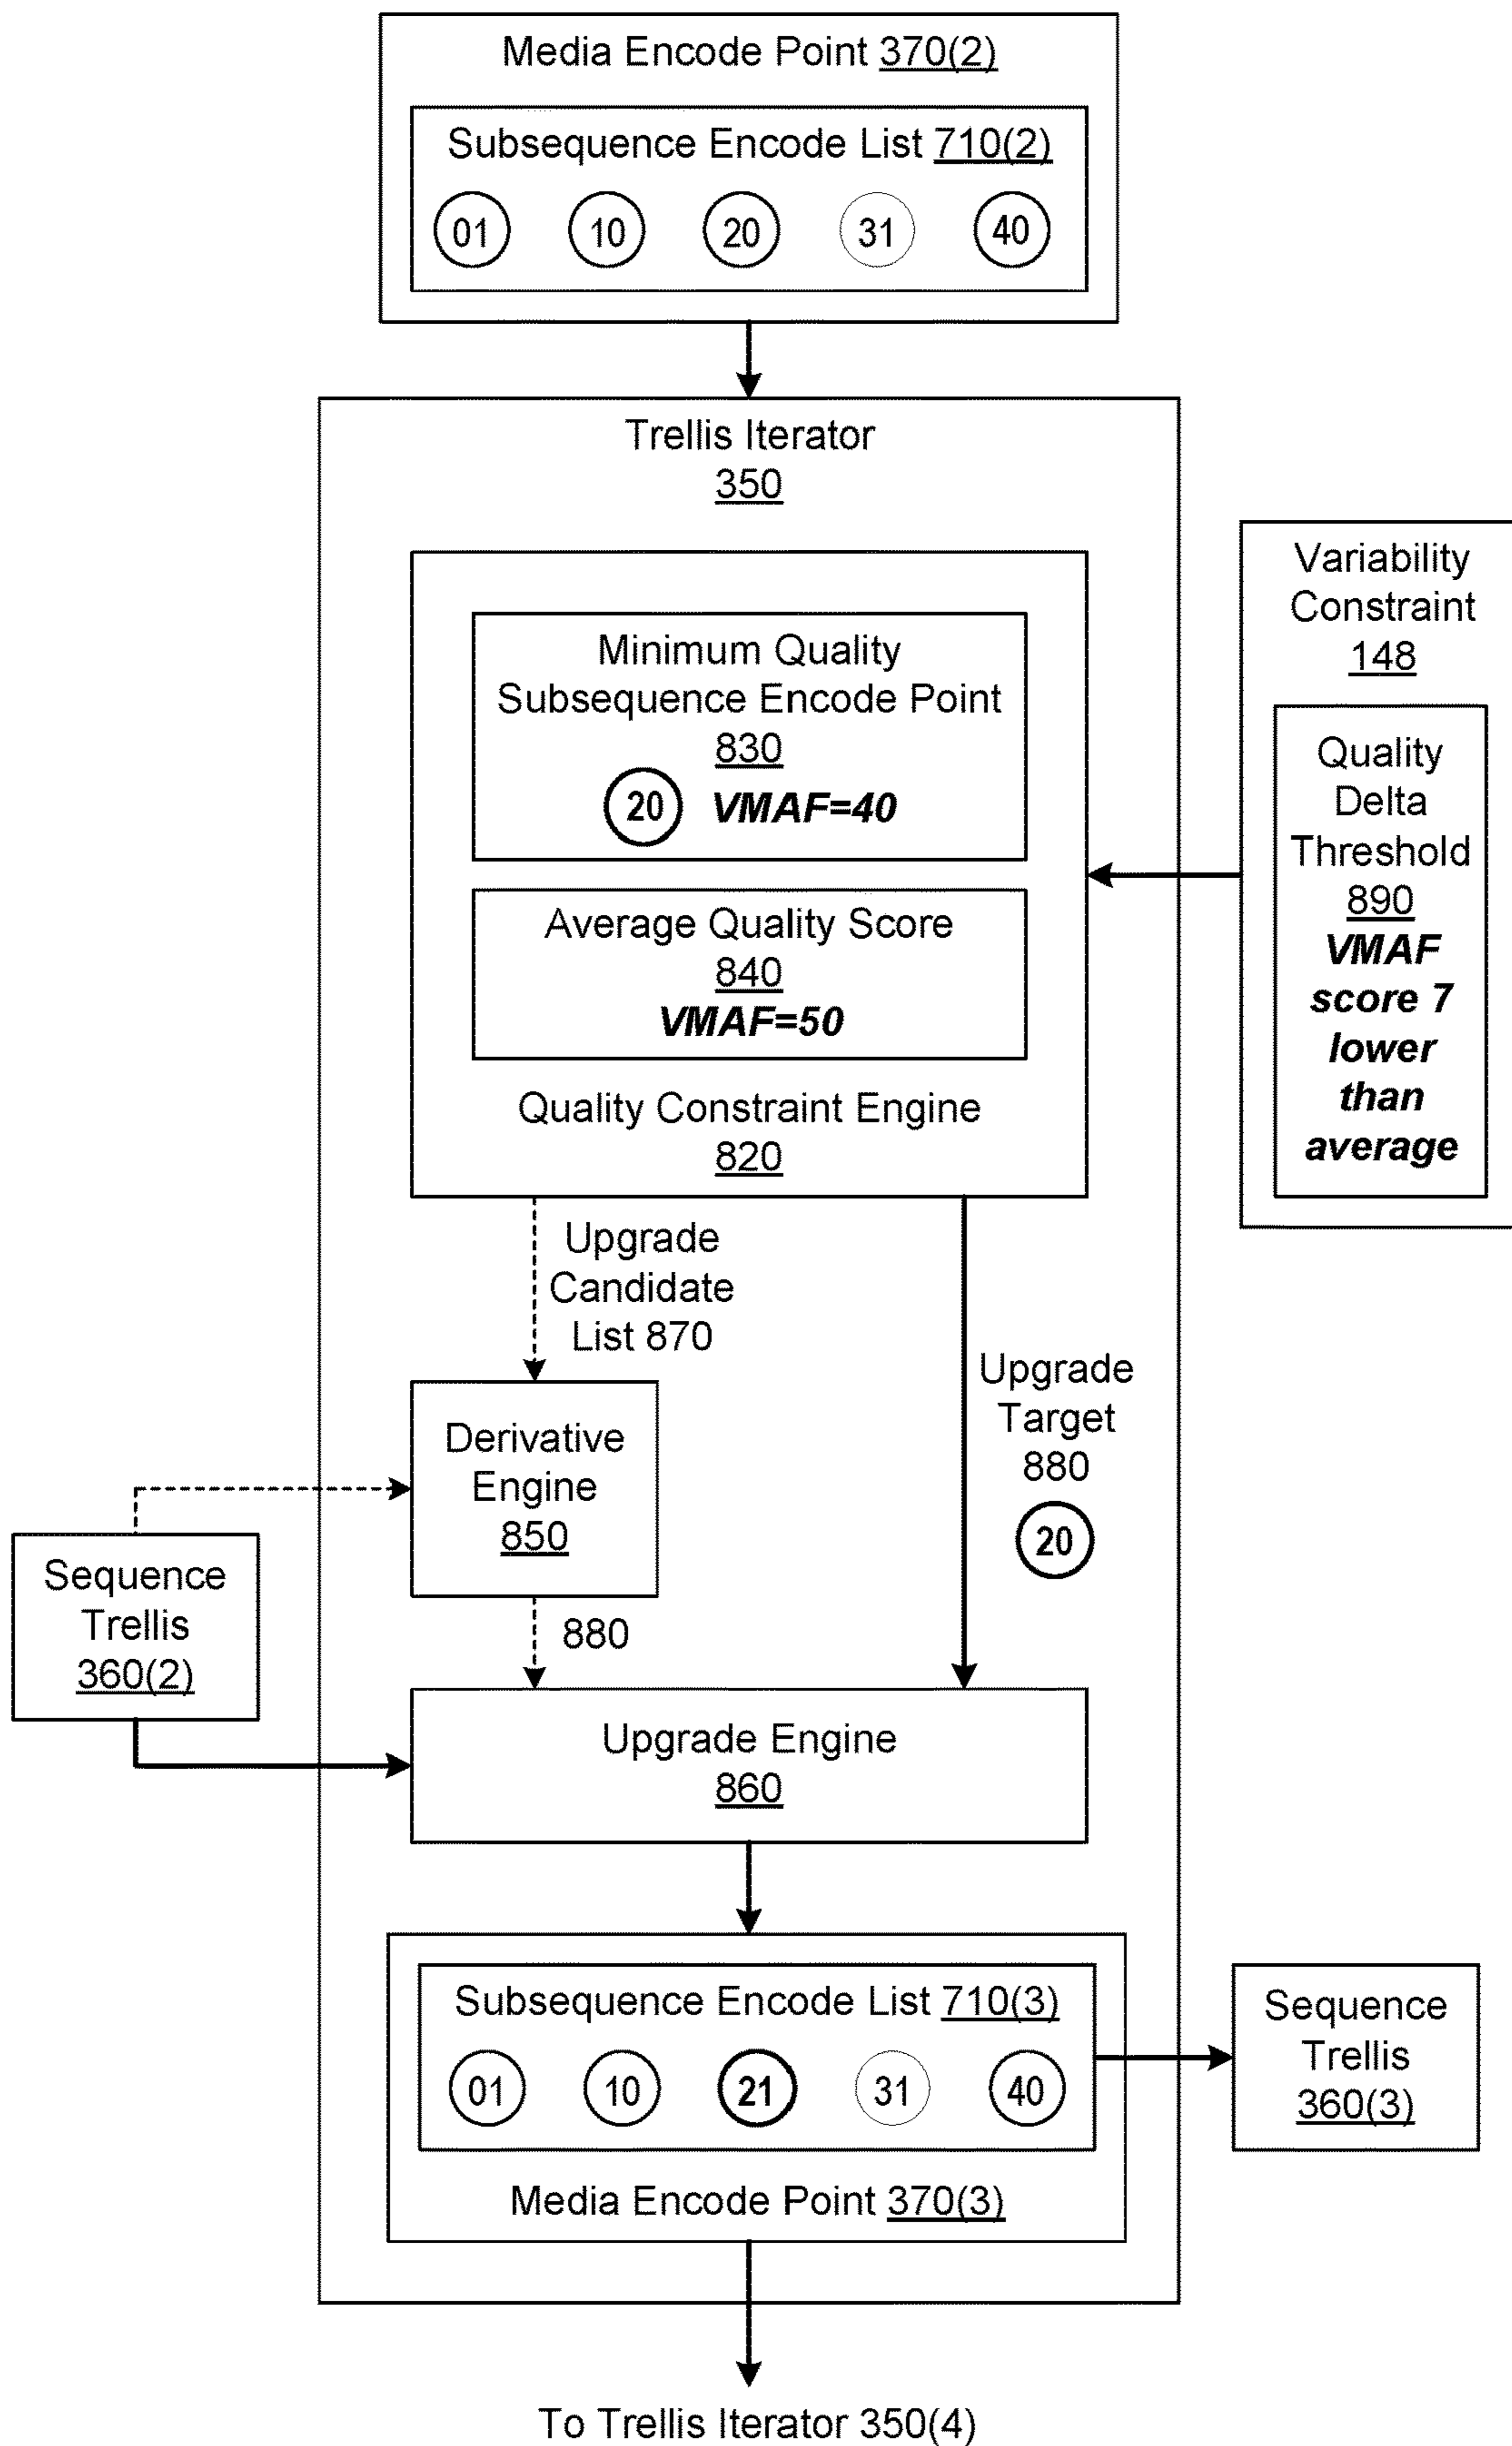 Media Encode Point 370(2)
Subsequence Encode List 710(2)
01 10 20 31 40
Trellis Iterator
350
Minimum Quality
Subsequence Encode Point
830
20 VMAF=40
Average Quality Score
840
VMAF=50
Quality Constraint Engine
820
Variability
Constraint
148
Quality
Delta
Threshold
890
VMAF
score 7
lower
than
average
Upgrade
Candidate
List 870
Upgrade
Target
880
20
Derivative
Engine
850
880
Sequence
Trellis
360(2)
Upgrade Engine
860
Subsequence Encode List 710(3)
01 10 21 31 40
Media Encode Point 370(3)
Sequence
Trellis
360(3)
To Trellis Iterator 350(4)